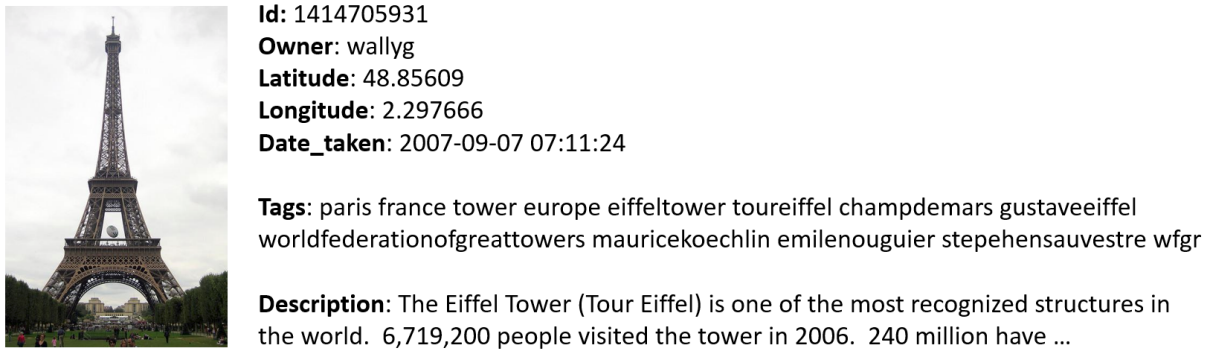 Id: 1414705931
Owner: wallyg
Latitude: 48.85609
Longitude: 2.297666
Date_taken: 2007-09-07 07:11:24
Tags: paris france tower europe eiffeltower toureiffel champdemars gustaveeiffel
worldfederationofgreattowers mauricekoechlin emilenouguier stepehensauvestre wfgr
Description: The Eiffel Tower (Tour Eiffel) is one of the most recognized structures in
the world.  6,719,200 people visited the tower in 2006.  240 million have ...